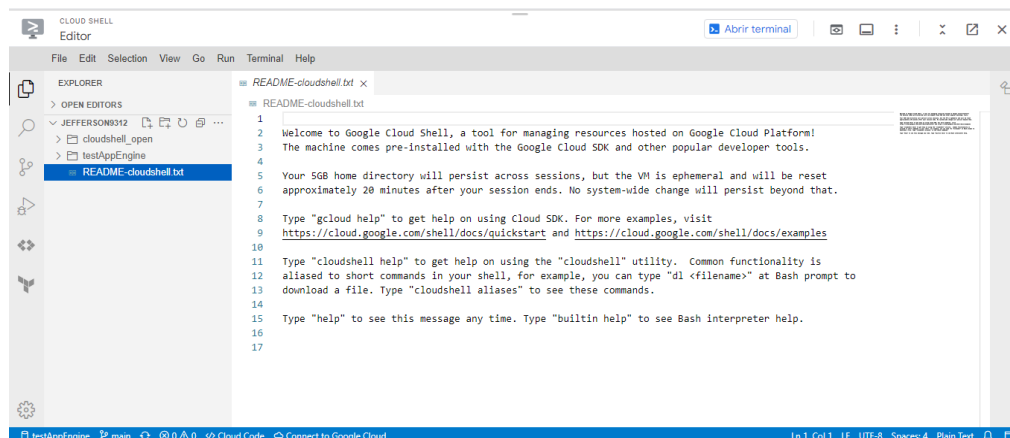 CLOUD SHELL
Editor
Abrir terminal
File Edit Selection View Go Run Terminal Help
EXPLORER
OPEN EDITORS
JEFFERSON9312
cloudshell_open
testAppEngine
README-cloudshell.txt
README-cloudshell.txt
README-cloudshell.txt
1
2 Welcome to Google Cloud Shell, a tool for managing resources hosted on Google Cloud Platform!
3 The machine comes pre-installed with the Google Cloud SDK and other popular developer tools.
4
5 Your 5GB home directory will persist across sessions, but the VM is ephemeral and will be reset
6 approximately 20 minutes after your session ends. No system-wide change will persist beyond that.
7
8 Type "gcloud help" to get help on using Cloud SDK. For more examples, visit
9 https://cloud.google.com/shell/docs/quickstart and https://cloud.google.com/shell/docs/examples
10
11 Type "cloudshell help" to get help on using the "cloudshell" utility.  Common functionality is
12 aliased to short commands in your shell, for example, you can type "dl <filename>" at Bash prompt to
13 download a file. Type "cloudshell aliases" to see these commands.
14
15 Type "help" to see this message any time. Type "builtin help" to see Bash interpreter help.
16
17
testAppEngine main 0 0 Cloud Code Connect to Google Cloud Ln 1, Col 1 LF UTF-8 Spaces: 4 Plain Text